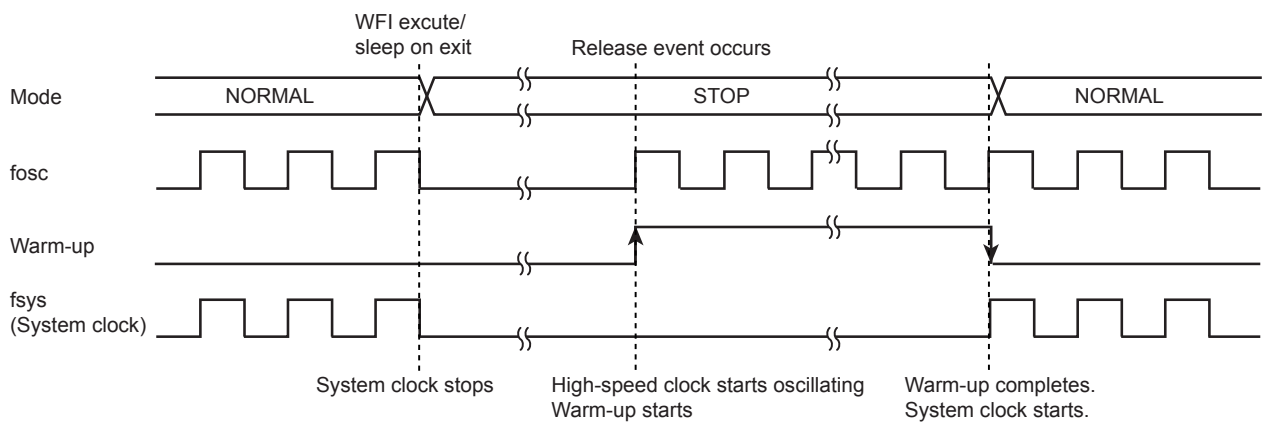 WFI excute/
sleep on exit
Release event occurs
Mode
NORMAL
STOP
NORMAL
fosc
Warm-up
fsys
(System clock)
System clock stops
High-speed clock starts oscillating
Warm-up starts
Warm-up completes.
System clock starts.